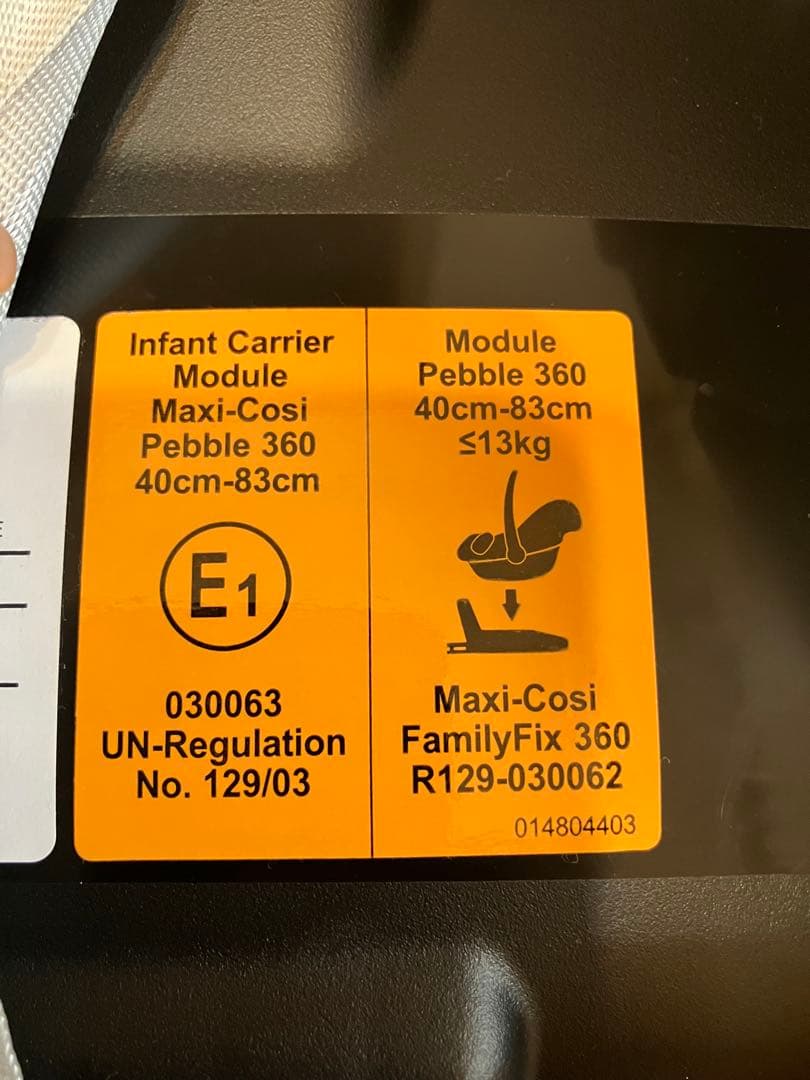 Infant Carrier
Module
Maxi-Cosi
Pebble 360
40cm-83cm
E1
030063
UN-Regulation
No. 129/03
Module
Pebble 360
40cm-83cm
≤13kg
Maxi-Cosi
FamilyFix 360
R129-030062
014804403
E